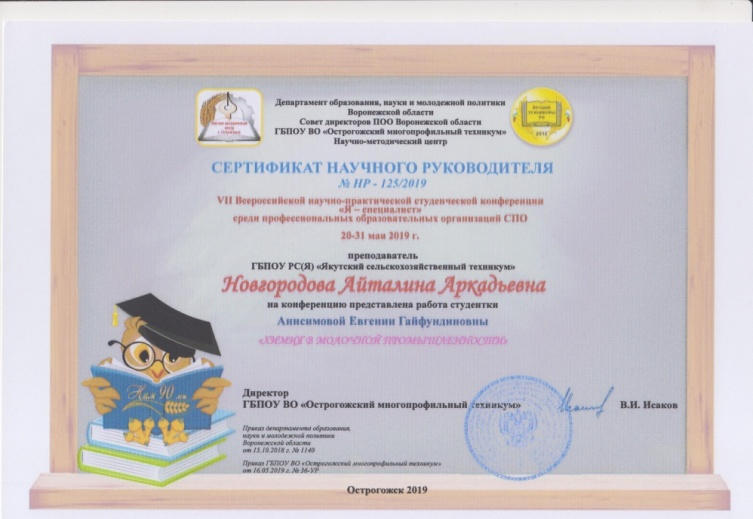 Департамент образования, науки и молодежной политики
Воронежской области
Совет директоров ПОО Воронежской области
ГБПОУ ВО «Острогожский многопрофильный техникум»
Научно-методический центр
СЕРТИФИКАТ НАУЧНОГО РУКОВОДИТЕЛЯ
№ НР - 125/2019
VII Всероссийской научно-практической студенческой конференции
«Я – специалист»
среди профессиональных образовательных организаций СПО
20-31 мая 2019 г.
преподаватель
ГБПОУ РС(Я) «Якутский сельскохозяйственный техникум»
Новгородова Айталина Аркадьевна
на конференцию представлена работа студентки
Анисимовой Евгении Гайфундиновны
«ХИМИЯ В МОЛОЧНОЙ ПРОМЫШЛЕННОСТИ»
Нам 90 лет
Директор
ГБПОУ ВО «Острогожский многопрофильный техникум»
В.И. Исаков
Приказ департамента образования,
науки и молодежной политики
Воронежской области
от 15.10.2018 г. № 1140
Приказ ГБПОУ ВО «Острогожский многопрофильный техникум»
от 16.05.2019 г. № 36-УР
Острогожск 2019